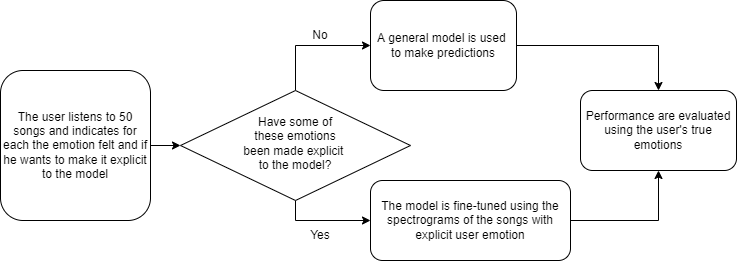 The user listens to 50
songs and indicates for
each the emotion felt and if
he wants to make it explicit
to the model
Have some of
these emotions
been made explicit
to the model?
No
A general model is used
to make predictions
Yes
The model is fine-tuned using the
spectrograms of the songs with
explicit user emotion
Performance are evaluated
using the user's true
emotions